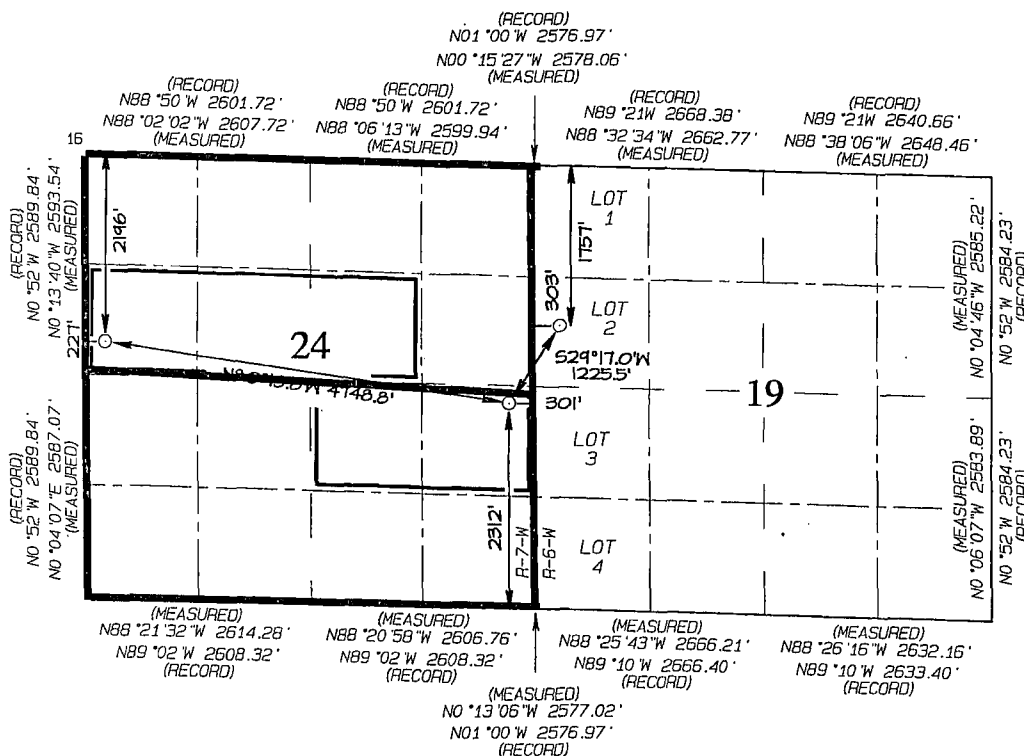 (RECORD)
N01°00'W 2576.97'
N00°15'27"W 2578.06'
(MEASURED)
(RECORD)
N88°50'W 2601.72'
N88°02'02"W 2607.72'
(MEASURED)
(RECORD)
N88°50'W 2601.72'
N88°06'13"W 2599.94'
(MEASURED)
(RECORD)
N89°21W 2668.38'
N88°32'34"W 2662.77'
(MEASURED)
(RECORD)
N89°21W 2640.66'
N88°38'06"W 2648.46'
(MEASURED)
16
(RECORD)
N0°52'W 2589.84'
N0°13'40"W 2593.54'
(MEASURED)
2196'
227'
24
4748.8'
LOT
1
1757'
303'
LOT
2
S29°17.0'W
1225.5'
301'
19
LOT
3
2312'
R-7-W
R-6-W
LOT
4
(MEASURED)
N0°04'46"W 2585.22'
N0°52'W 2584.23'
(RECORD)
(RECORD)
N0°52'W 2589.84'
N0°04'07"E 2587.07'
(MEASURED)
(MEASURED)
N0°06'07"W 2583.89'
N0°52'W 2584.23'
(RECORD)
(MEASURED)
N88°21'32"W 2614.28'
N89°02'W 2608.32'
(RECORD)
(MEASURED)
N88°20'58"W 2606.76'
N89°02'W 2608.32'
(RECORD)
(MEASURED)
N88°25'43"W 2666.21'
N89°10'W 2666.40'
(RECORD)
(MEASURED)
N88°26'16"W 2632.16'
N89°10'W 2633.40'
(RECORD)
(MEASURED)
N0°13'06"W 2577.02'
N01°00'W 2576.97'
(RECORD)